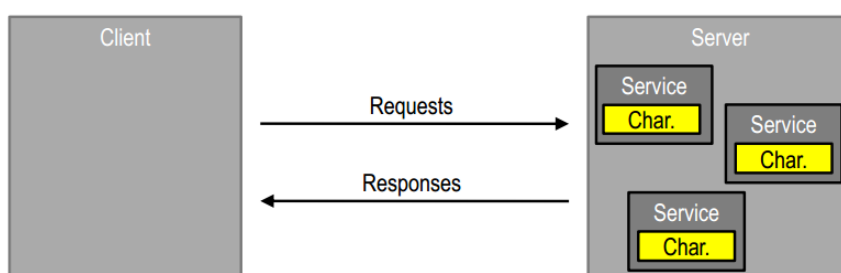 Client
Requests
Responses
Server
Service
Char.
Service
Char.
Service
Char.